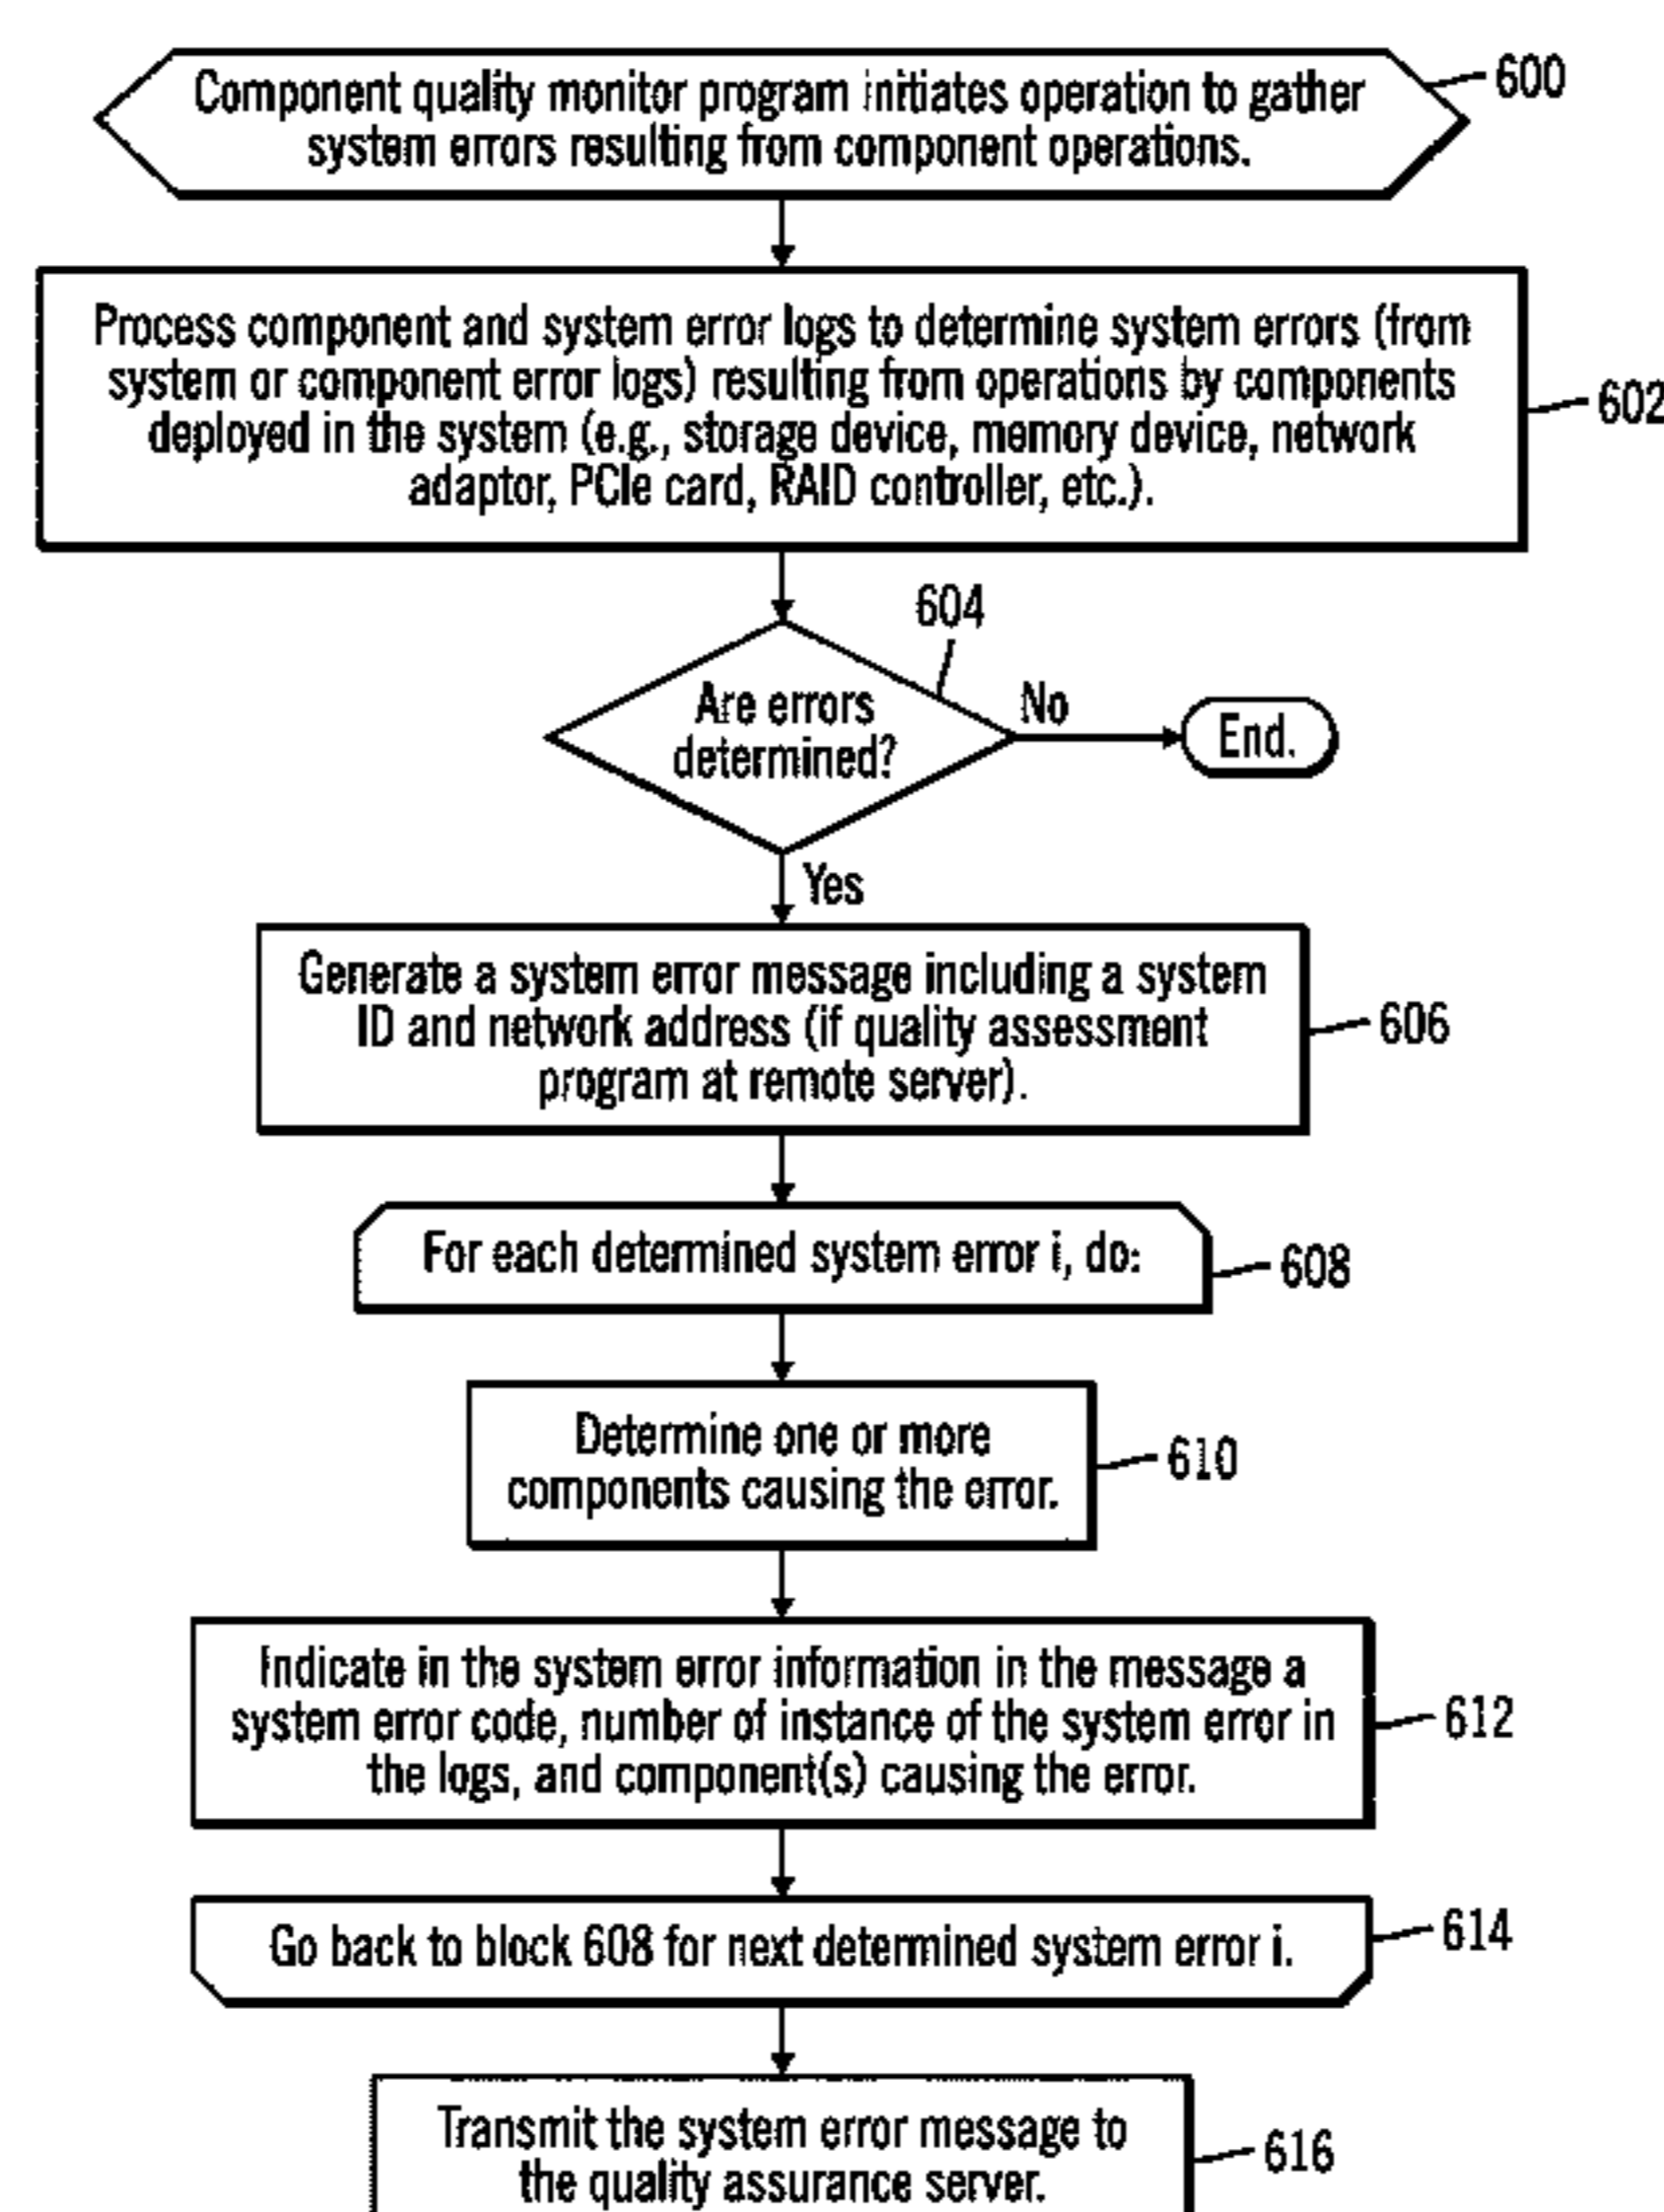 Component quality monitor program initiates operation to gather
system errors resulting from component operations.
600
Process component and system error logs to determine system errors (from
system or component error logs) resulting from operations by components
deployed in the system (e.g., storage device, memory device, network
adaptor, PCIe card, RAID controller, etc.).
602
604
Are errors
determined?
No
End.
Yes
Generate a system error message including a system
ID and network address (if quality assessment
program at remote server).
606
For each determined system error i, do:
608
Determine one or more
components causing the error.
610
Indicate in the system error information in the message a
system error code, number of instance of the system error in
the logs, and component(s) causing the error.
612
Go back to block 608 for next determined system error i.
614
Transmit the system error message to
the quality assurance server.
616